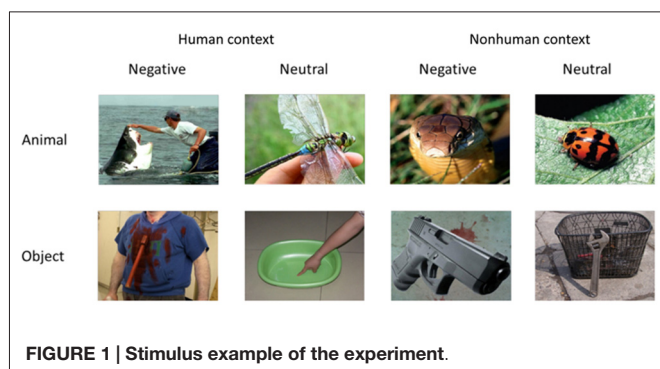 Human context Nonhuman context
Negative Neutral Negative Neutral
Animal
Object
FIGURE 1 | Stimulus example of the experiment.